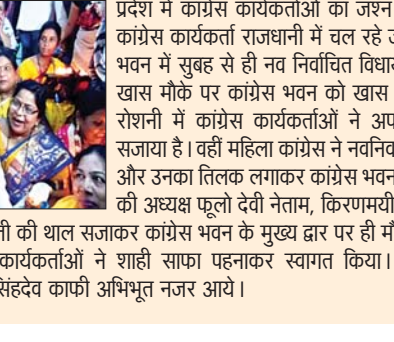 प्रदेश में कांग्रेस कार्यकर्ताओं का जश्न
कांग्रेस कार्यकर्ता राजधानी में चल रहे
भवन में सुबह से ही नव निर्वाचित
खास मौके पर कांग्रेस भवन को खास
रोशनी में कांग्रेस कार्यकर्ताओं ने
सजाया है। वहीं महिला कांग्रेस ने
और उनका तिलक लगाकर कांग्रेस भवन
की अध्यक्ष फूलो देवी नेताम, किरणमयी
की थाल सजाकर कांग्रेस भवन के मुख्य द्वार पर ही
कार्यकर्ताओं ने शाही साफा पहनाकर स्वागत किया।
सिंहदेव काफी अभिभूत नजर आये।